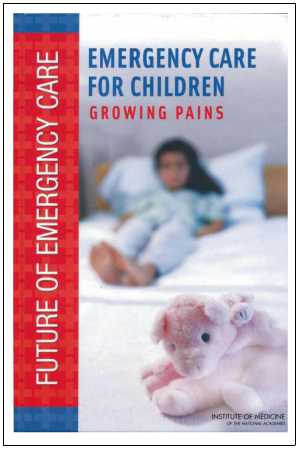 FUTURE OF EMERGENCY CARE
EMERGENCY CARE
FOR CHILDREN
GROWING PAINS
INSTITUTE OF MEDICINE
OF THE NATIONAL ACADEMIES